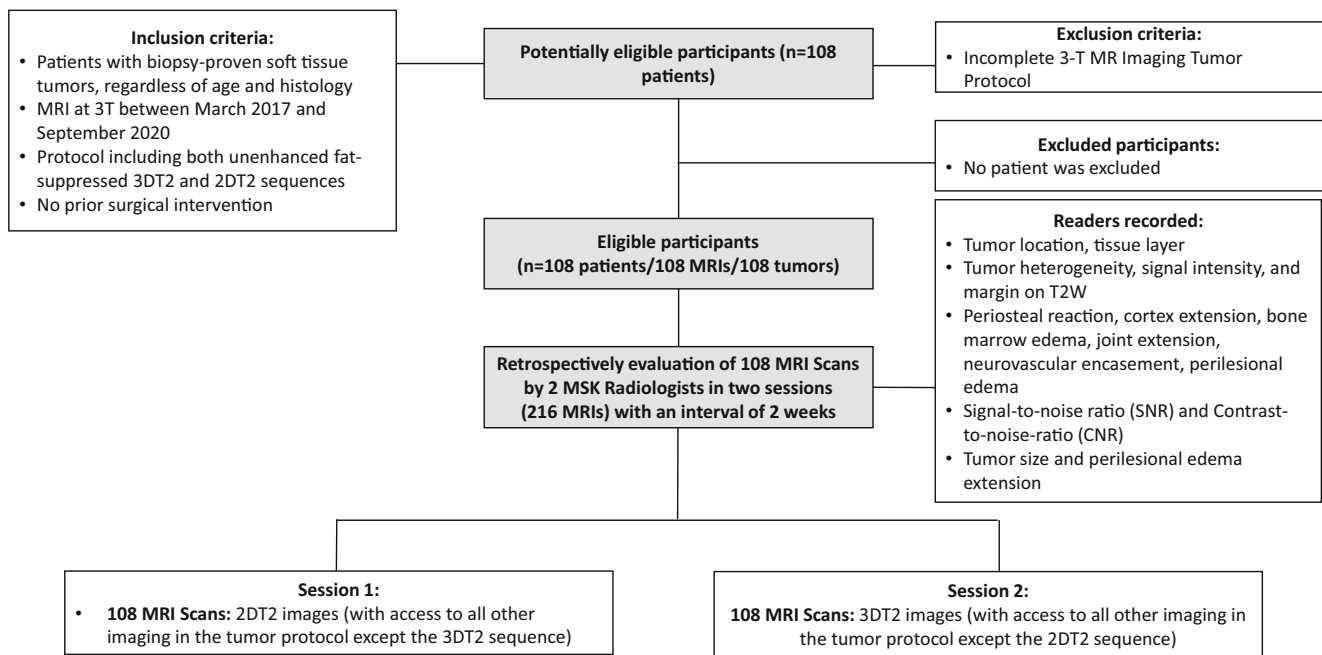 Inclusion criteria:
• Patients with biopsy-proven soft tissue
tumors, regardless of age and histology
• MRI at 3T between March 2017 and
September 2020
• Protocol including both unenhanced fat-
suppressed 3DT2 and 2DT2 sequences
• No prior surgical intervention
Potentially eligible participants (n=108
patients)
Exclusion criteria:
• Incomplete 3-T MR Imaging Tumor
Protocol
Excluded participants:
• No patient was excluded
Eligible participants
(n=108 patients/108 MRIs/108 tumors)
Readers recorded:
• Tumor location, tissue layer
• Tumor heterogeneity, signal intensity, and
margin on T2W
• Periosteal reaction, cortex extension, bone
marrow edema, joint extension,
neurovascular encasement, perilesional
edema
• Signal-to-noise ratio (SNR) and Contrast-
to-noise-ratio (CNR)
• Tumor size and perilesional edema
extension
Retrospectively evaluation of 108 MRI Scans
by 2 MSK Radiologists in two sessions
(216 MRIs) with an interval of 2 weeks
Session 1:
• 108 MRI Scans: 2DT2 images (with access to all other
imaging in the tumor protocol except the 3DT2 sequence)
Session 2:
108 MRI Scans: 3DT2 images (with access to all other imaging in
the tumor protocol except the 2DT2 sequence)